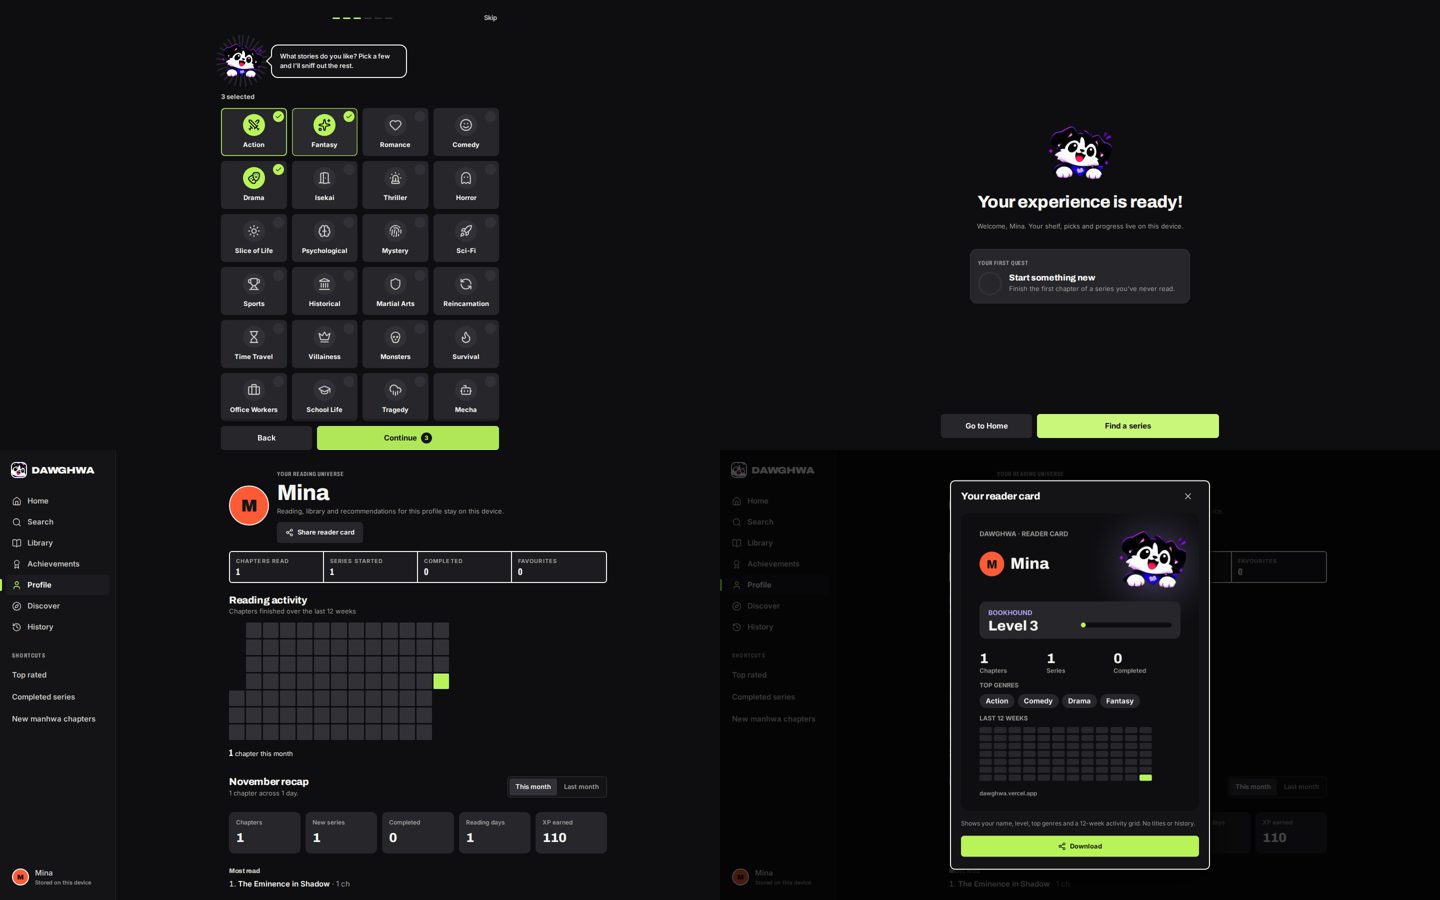 Skip
What stories do you like? Pick a few
and I'll sniff out the rest.
3 selected
Action
Fantasy
Romance
Comedy
Drama
Isekai
Thriller
Horror
Slice of Life
Psychological
Mystery
Sci-Fi
Sports
Historical
Martial Arts
Reincarnation
Time Travel
Villainess
Monsters
Survival
Office Workers
School Life
Tragedy
Mecha
Back
Continue 3
Your experience is ready!
Welcome, Mina. Your shelf, picks and progress live on this device.
YOUR FIRST QUEST
Start something new
Finish the first chapter of a series you've never read.
Go to Home
Find a series
DAWGHWA
Home
Search
Library
Achievements
Profile
Discover
History
SHORTCUTS
Top rated
Completed series
New manhwa chapters
M
Mina
Stored on this device
YOUR READING UNIVERSE
M
Mina
Reading, library and recommendations for this profile stay on this device.
Share reader card
CHAPTERS READ
1
SERIES STARTED
1
COMPLETED
0
FAVOURITES
0
Reading activity
Chapters finished over the last 12 weeks
1 chapter this month
November recap
1 chapter across 1 day.
This month
Last month
Chapters
1
New series
1
Completed
0
Reading days
1
XP earned
110
Most read
1. The Eminence in Shadow · 1 ch
DAWGHWA
Home
Search
Library
Achievements
Profile
Discover
History
SHORTCUTS
Top rated
Completed series
New manhwa chapters
M
Mina
Stored on this device
YOUR READING UNIVERSE
FAVOURITES
0
This month
Last month
XP earned
110
1. The Eminence in Shadow · 1 ch
Your reader card
DAWGHWA · READER CARD
M
Mina
BOOKHOUND
Level 3
1
Chapters
1
Series
0
Completed
TOP GENRES
Action
Comedy
Drama
Fantasy
LAST 12 WEEKS
dawghwa.vercel.app
Shows your name, level, top genres and a 12-week activity grid. No titles or history.
Download